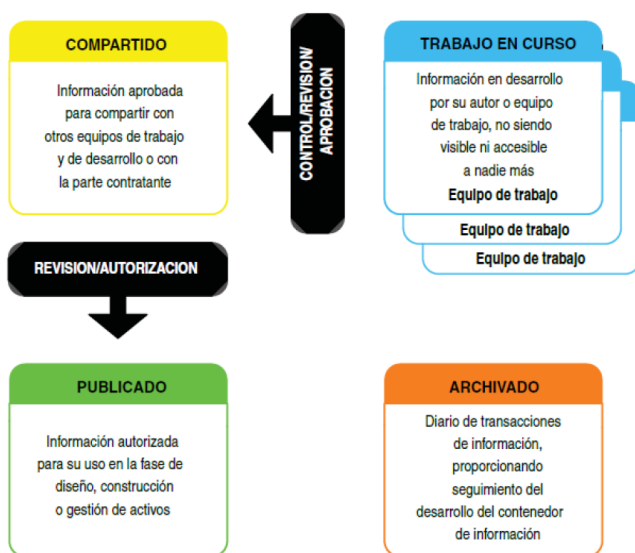 COMPARTIDO
Información aprobada
para compartir con
otros equipos de trabajo
y de desarrollo o con
la parte contratante
CONTROL/REVISION/
APROBACION
TRABAJO EN CURSO
Información en desarrollo
por su autor o equipo
de trabajo, no siendo
visible ni accesible
a nadie más
Equipo de trabajo
Equipo de trabajo
Equipo de trabajo
REVISION/AUTORIZACION
PUBLICADO
Información autorizada
para su uso en la fase de
diseño, construcción
o gestión de activos
ARCHIVADO
Diario de transacciones
de información,
proporcionando
seguimiento del
desarrollo del contenedor
de información